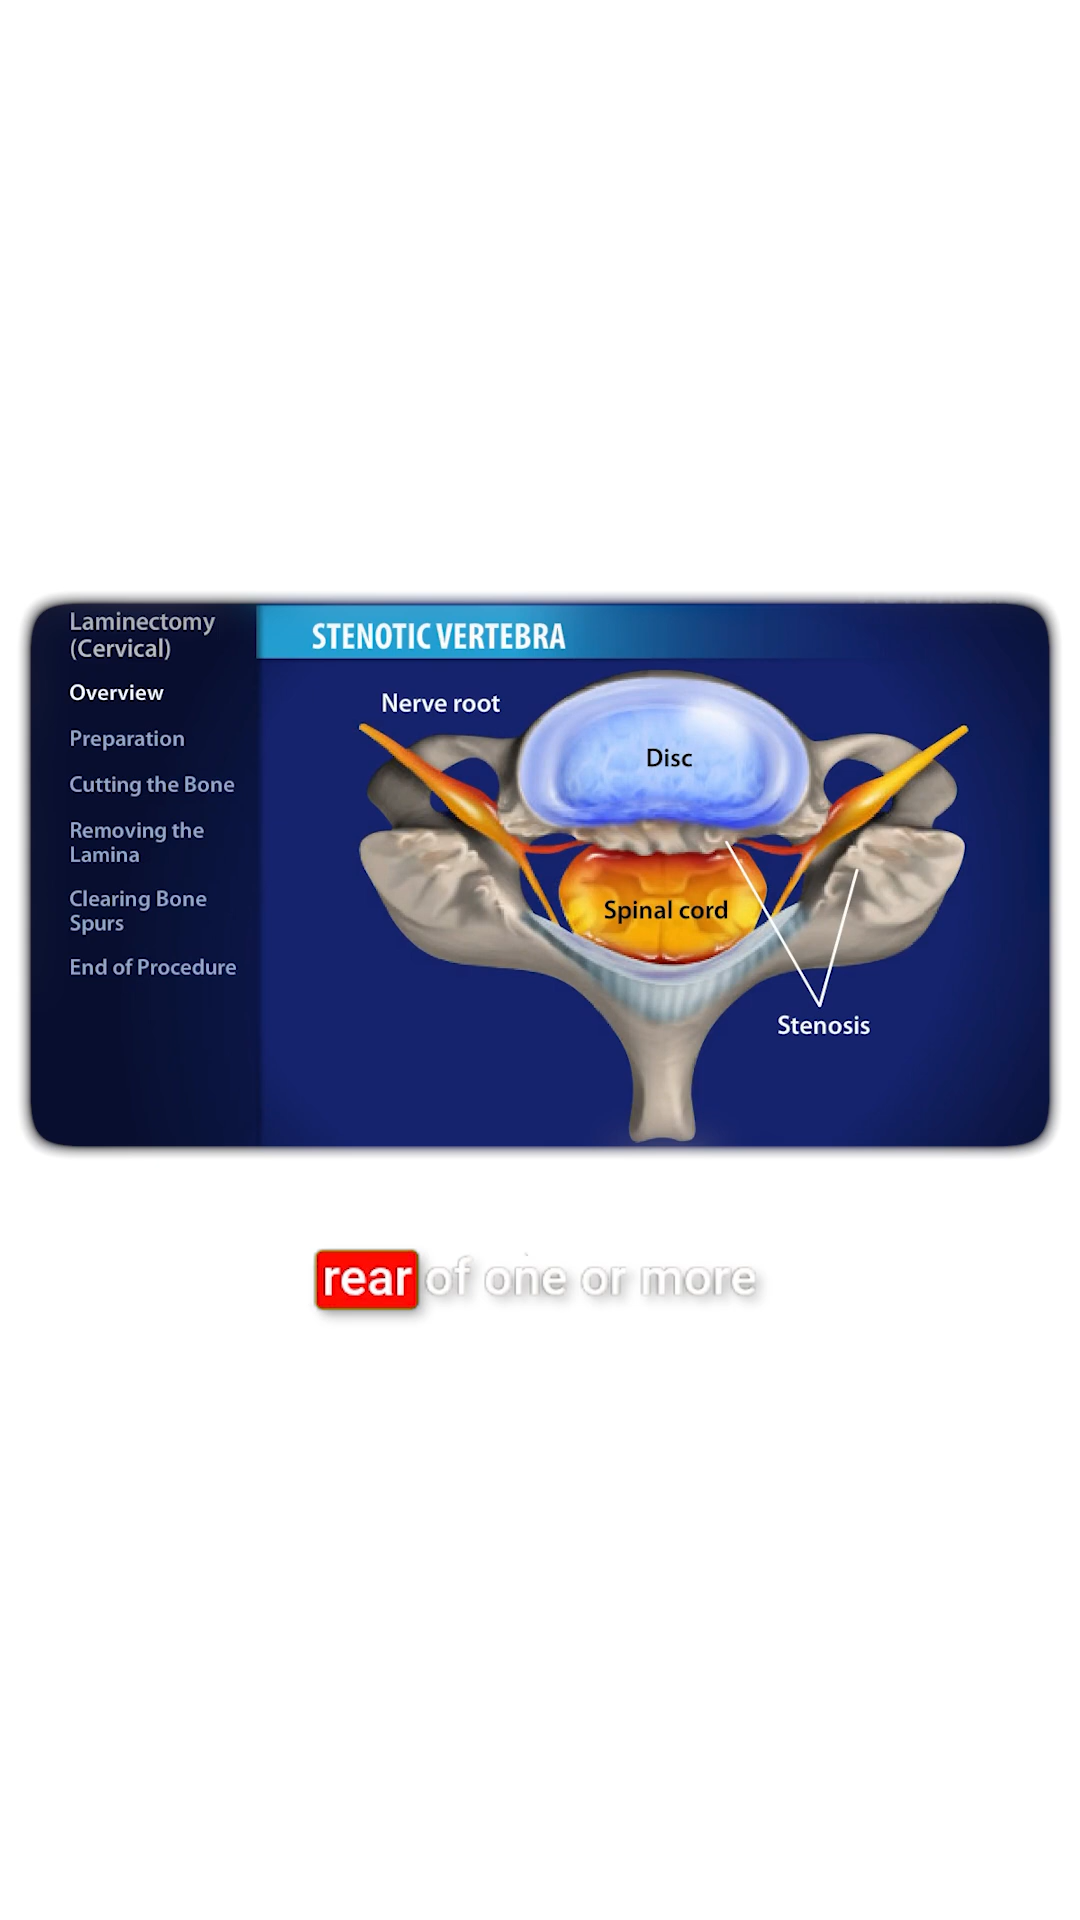 Laminectomy
(Cervical)
Overview
Preparation
Cutting the Bone
Removing the
Lamina
Clearing Bone
Spurs
End of Procedure
STENOTIC VERTEBRA
Nerve root
Disc
Spinal cord
Stenosis
rear of one or more